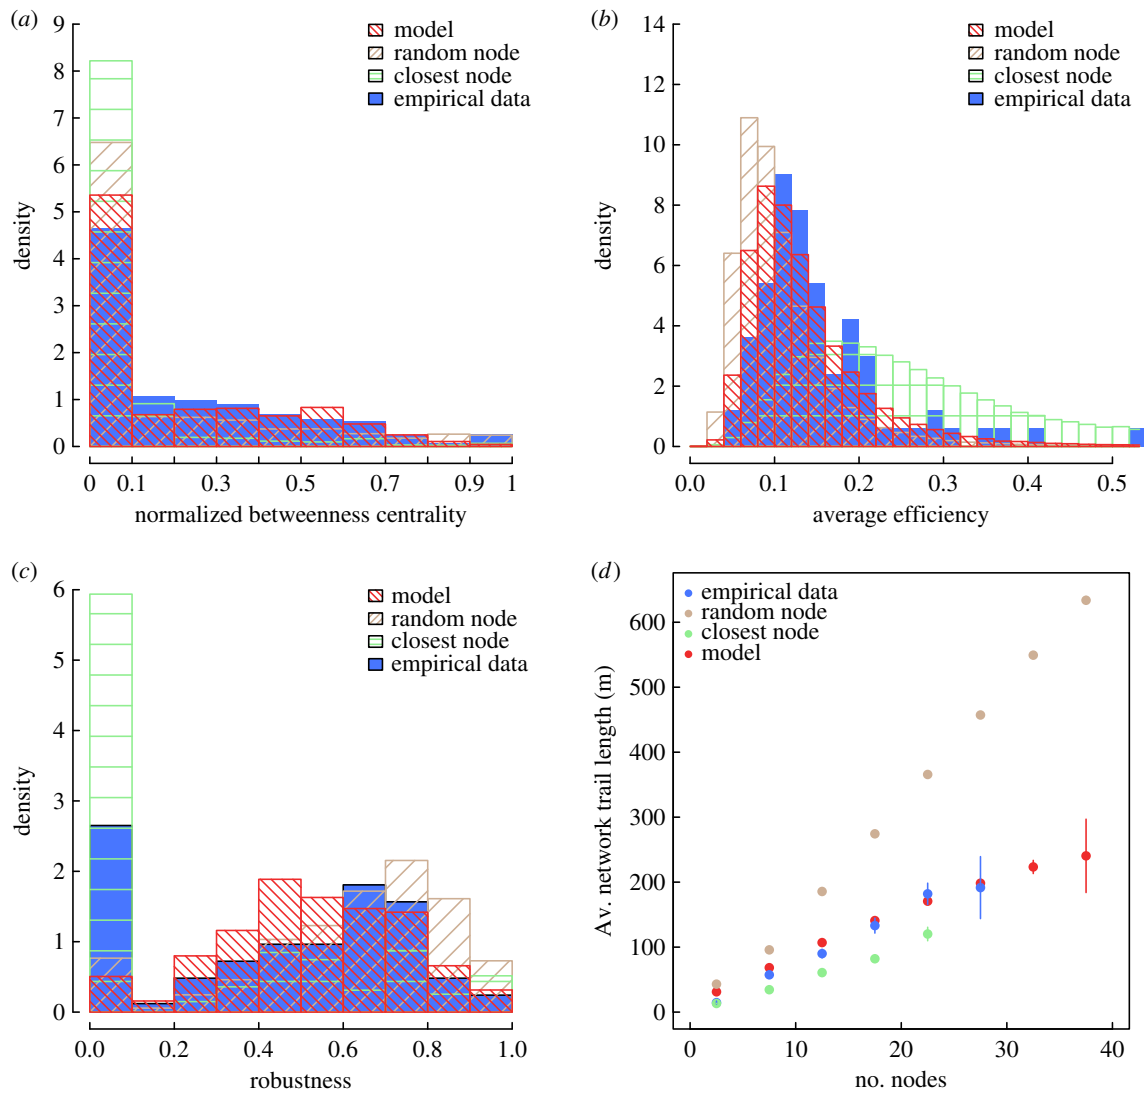 (a)
9
8
7
6
5
4
3
2
1
0
density
model
random node
closest node
empirical data
0 0.1 0.3 0.5 0.7 0.9 1
normalized betweenness centrality
(b)
14
12
10
8
6
4
2
0
density
model
random node
closest node
empirical data
0.0 0.1 0.2 0.3 0.4 0.5
average efficiency
(c)
6
5
4
3
2
1
0
density
model
random node
closest node
empirical data
0.0 0.2 0.4 0.6 0.8 1.0
robustness
(d)
600
500
400
300
200
100
0
Av. network trail length (m)
empirical data
random node
closest node
model
0 10 20 30 40
no. nodes